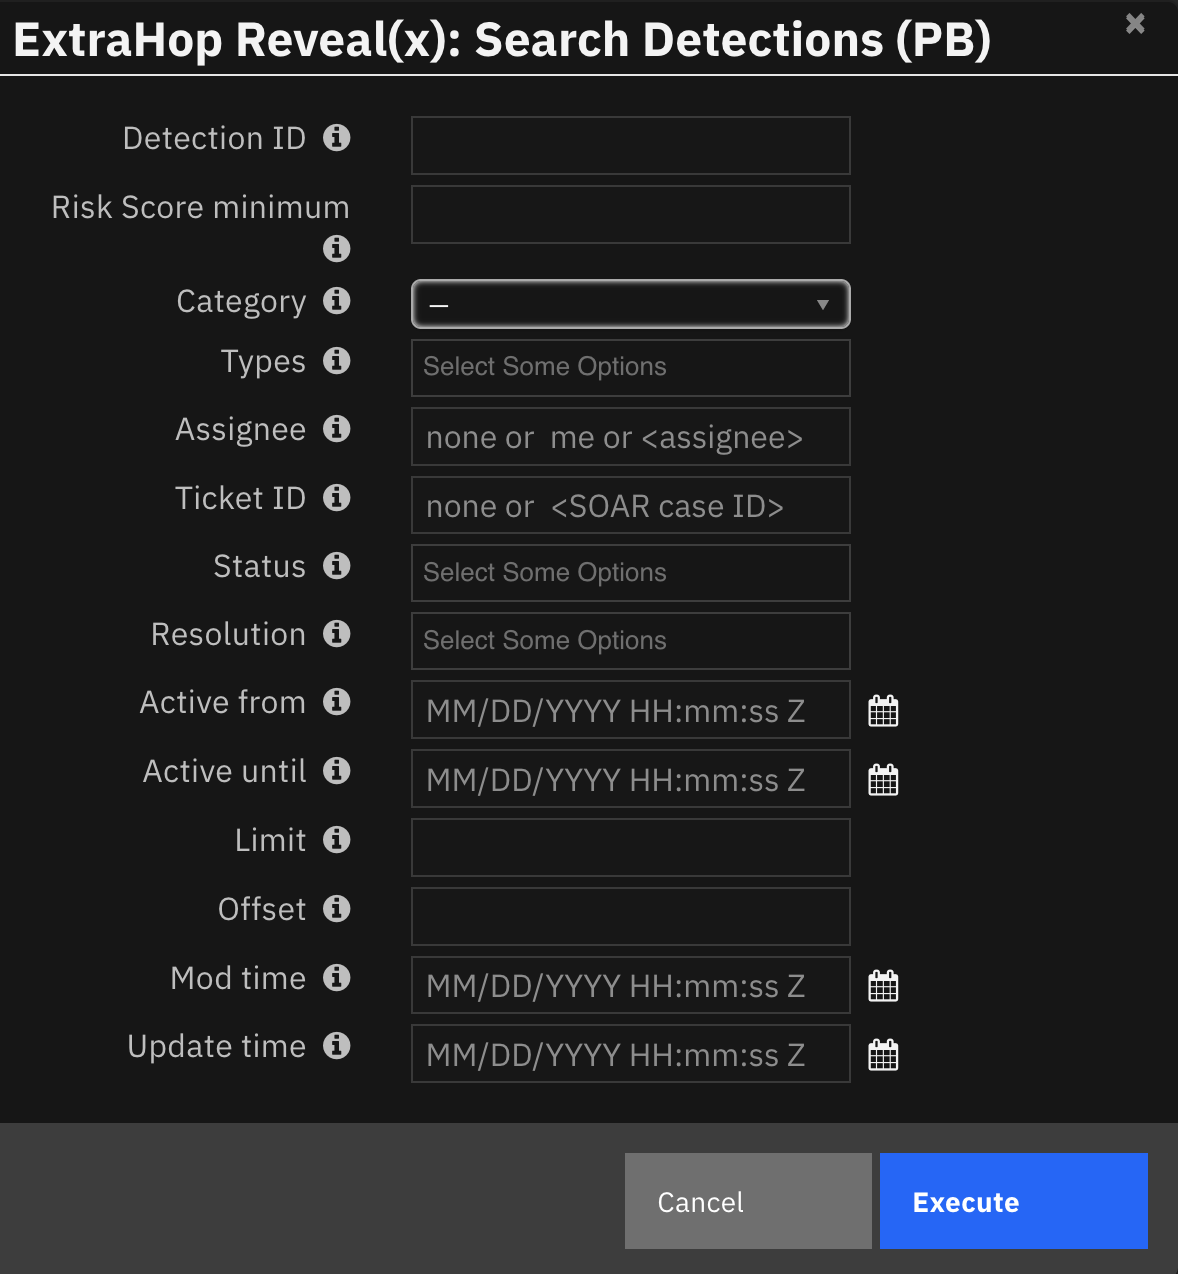 ExtraHop Reveal(x): Search Detections (PB)
Detection ID
Risk Score minimum
Category —
Types Select Some Options
Assignee none or  me or <assignee>
Ticket ID none or  <SOAR case ID>
Status Select Some Options
Resolution Select Some Options
Active from MM/DD/YYYY HH:mm:ss Z
Active until MM/DD/YYYY HH:mm:ss Z
Limit
Offset
Mod time MM/DD/YYYY HH:mm:ss Z
Update time MM/DD/YYYY HH:mm:ss Z
Cancel Execute